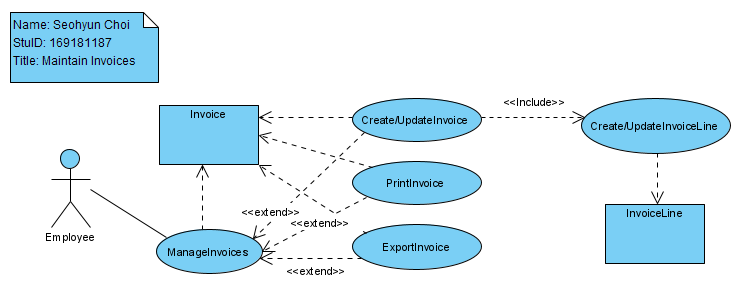 Name: Seohyun Choi
StuID: 169181187
Title: Maintain Invoices
<<Include>>
Invoice
Create/UpdateInvoice
Create/UpdateInvoiceLine
PrintInvoice
<<extend>>
<<extend>>
InvoiceLine
Employee
ManageInvoices
ExportInvoice
<<extend>>